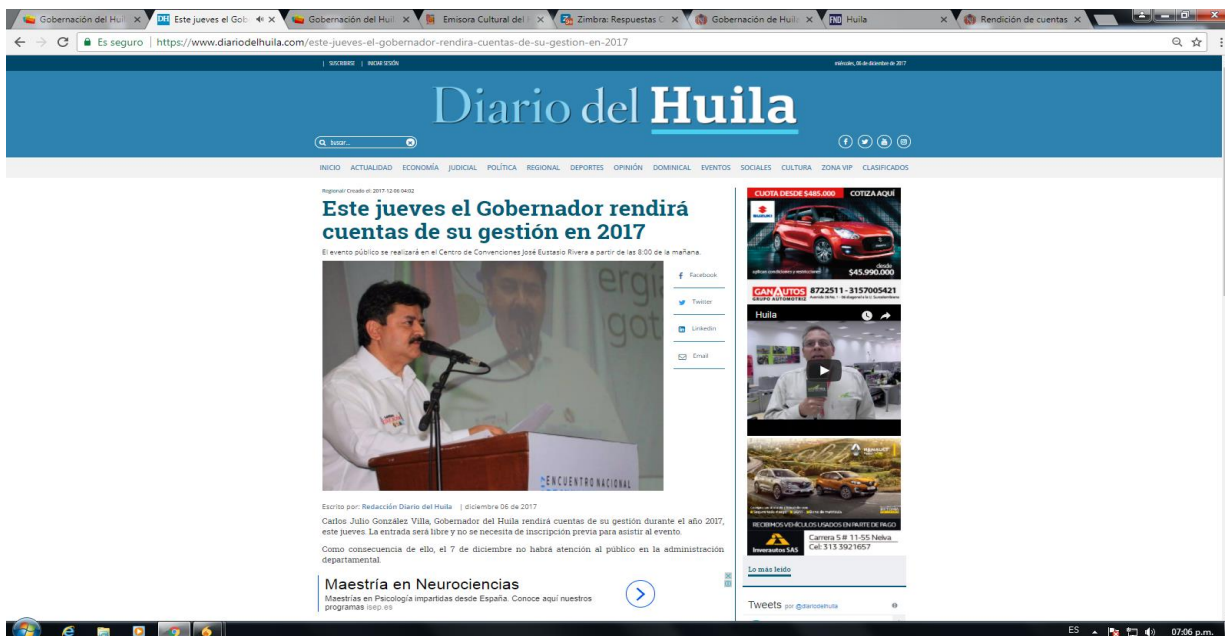 Gobernación del Huil
Este jueves el Gob
Gobernación del Huil
Emisora Cultural del
Zimbra: Respuestas C
Gobernación de Huil
FND Huila
Rendición de cuentas
Es seguro | https://www.diariodelhuila.com/este-jueves-el-gobernador-rendira-cuentas-de-su-gestion-en-2017
| SUSCRIBIRSE | INICIAR SESIÓN
miércoles, 06 de diciembre de 2017
Diario del Huila
buscar...
INICIO ACTUALIDAD ECONOMÍA JUDICIAL POLÍTICA REGIONAL DEPORTES OPINIÓN DOMINICAL EVENTOS SOCIALES CULTURA ZONA VIP CLASIFICADOS
Regional/ Creado el: 2017-12-06 04:02
Este jueves el Gobernador rendirá
cuentas de su gestión en 2017
El evento público se realizará en el Centro de Convenciones José Eustasio Rivera a partir de las 8:00 de la mañana.
ergía
got
ENCUENTRO NACIONAL
Facebook
Twitter
Linkedin
Email
Escrito por: Redacción Diario del Huila | diciembre 06 de 2017
Carlos Julio González Villa, Gobernador del Huila rendirá cuentas de su gestión durante el año 2017,
este jueves. La entrada será libre y no se necesita de inscripción previa para asistir al evento.
Como consecuencia de ello, el 7 de diciembre no habrá atención al público en la administración
departamental.
Maestría en Neurociencias
Maestrías en Psicología impartidas desde España. Conoce aquí nuestros
programas isep.es
CUOTA DESDE $485.000 COTIZA AQUÍ
SUZUKI
desde
$45.990.000
GANAUTOS
GRUPO AUTOMOTRIZ
8722511 - 3157005421
Huila
RENAULT
RECIBIMOS VEHÍCULOS USADOS EN PARTE DE PAGO
Inverautos SAS
Carrera 5 # 11-55 Neiva
Cel: 313 3921657
Lo más leído
Tweets por @diariodelhuila
ES
07:06 p.m.